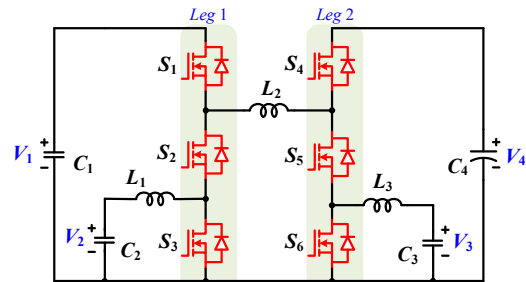 Leg 1 Leg 2
S1 S4
L2
V1 + - C1 S2 S5 C4 + - V4
L1 L3
V2 + - C2 S3 S6 C3 + - V3